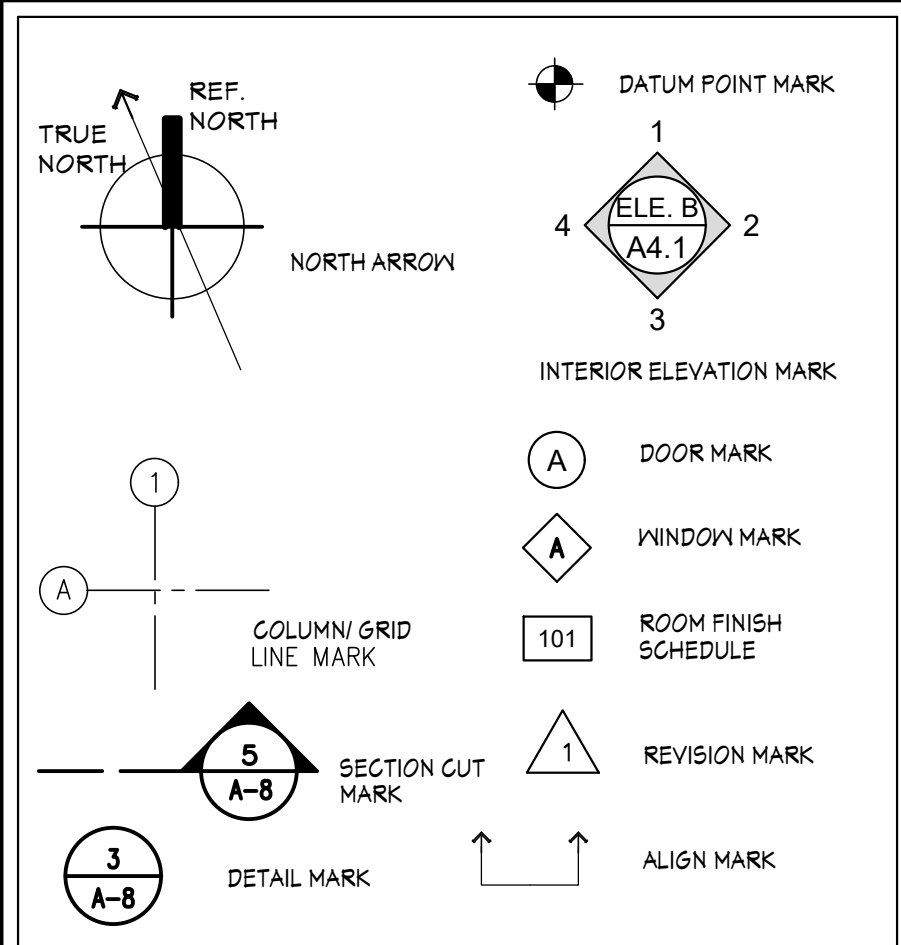 REF.
NORTH
TRUE
NORTH
NORTH ARROW
DATUM POINT MARK
1
4
ELE. B
2
A4.1
3
INTERIOR ELEVATION MARK
A
DOOR MARK
A
WINDOW MARK
101
ROOM FINISH
SCHEDULE
1
A
COLUMN/ GRID
LINE MARK
5
A-8
SECTION CUT
MARK
1
REVISION MARK
3
A-8
DETAIL MARK
ALIGN MARK